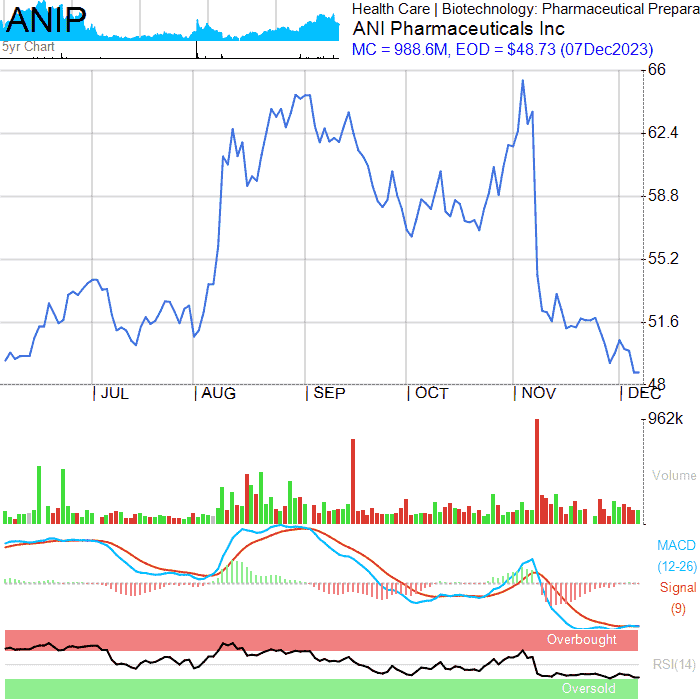 ANIP
5yr Chart
Health Care | Biotechnology: Pharmaceutical Prepara
ANI Pharmaceuticals Inc
MC = 988.6M, EOD = $48.73 (07Dec2023)
66
62.4
58.8
55.2
51.6
48
JUL
AUG
SEP
OCT
NOV
DEC
962k
Volume
MACD
(12-26)
Signal
(9)
Overbought
RSI(14)
Oversold